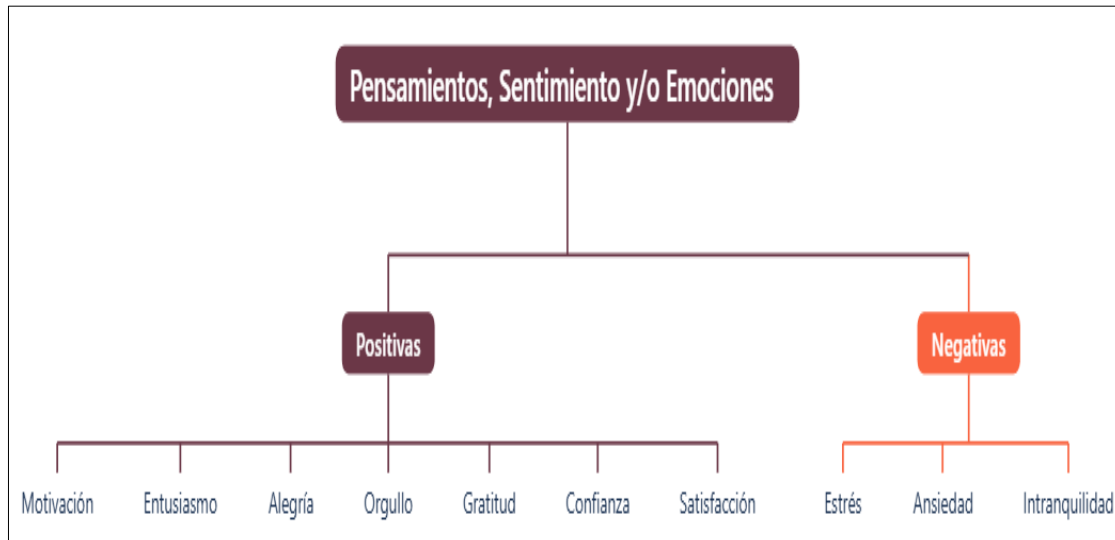 Pensamientos, Sentimiento y/o Emociones
Positivas
Negativas
Motivación
Entusiasmo
Alegría
Orgullo
Gratitud
Confianza
Satisfacción
Estrés
Ansiedad
Intranquilidad